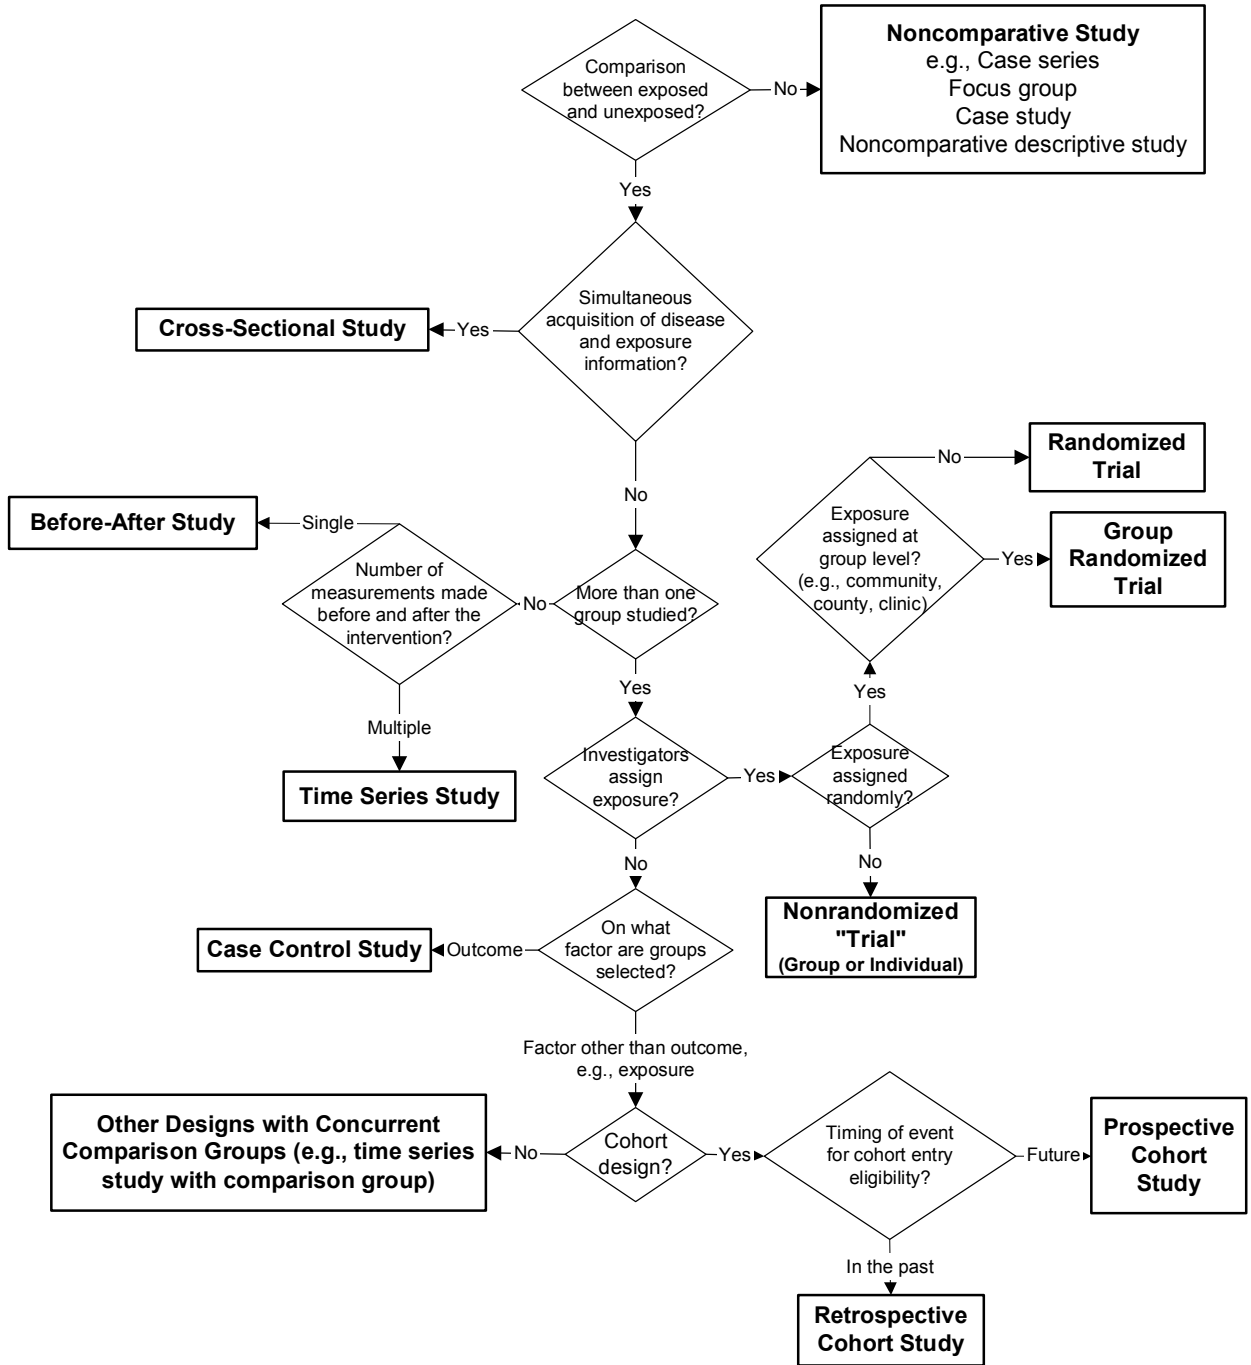 Comparison
between exposed
and unexposed?
No
Noncomparative Study
e.g., Case series
Focus group
Case study
Noncomparative descriptive study
Yes
Simultaneous
acquisition of disease
and exposure
information?
Yes
Cross-Sectional Study
No
More than one
group studied?
No
Number of
measurements made
before and after the
intervention?
Single
Before-After Study
Multiple
Time Series Study
Yes
Investigators
assign
exposure?
Yes
Exposure
assigned
randomly?
Yes
Exposure
assigned at
group level?
(e.g., community,
county, clinic)
No
Randomized
Trial
Yes
Group
Randomized
Trial
No
Nonrandomized
"Trial"
(Group or Individual)
No
On what
factor are groups
selected?
Outcome
Case Control Study
Factor other than outcome,
e.g., exposure
Cohort
design?
No
Other Designs with Concurrent
Comparison Groups (e.g., time series
study with comparison group)
Yes
Timing of event
for cohort entry
eligibility?
Future
Prospective
Cohort
Study
In the past
Retrospective
Cohort Study